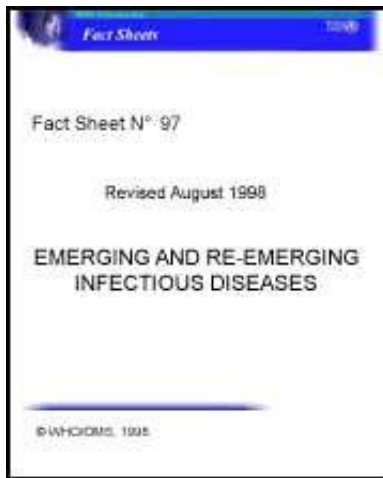 Fact Sheets
Fact Sheet N° 97
Revised August 1998
EMERGING AND RE-EMERGING
INFECTIOUS DISEASES
© WHO/OMS, 1998